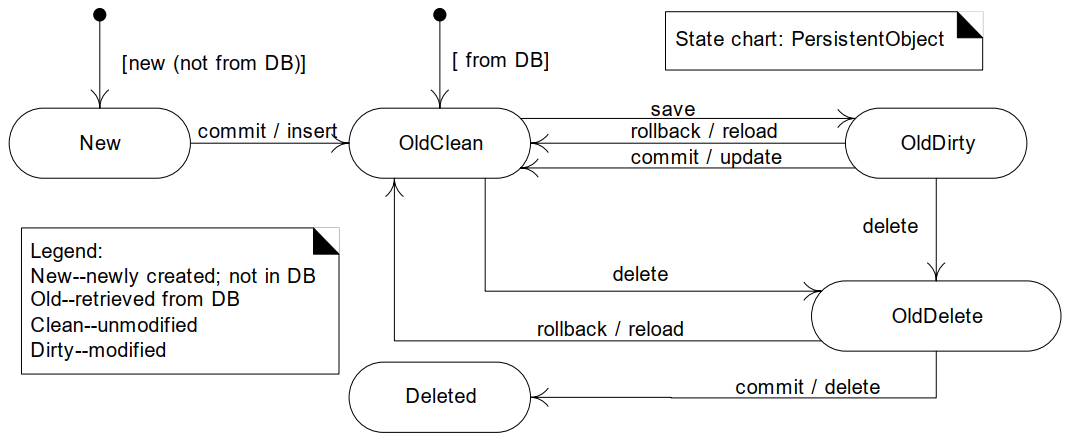 State chart: PersistentObject
[new (not from DB)]
[ from DB]
New
commit / insert
OldClean
save
rollback / reload
commit / update
OldDirty
delete
delete
OldDelete
rollback / reload
commit / delete
Deleted
Legend:
New--newly created; not in DB
Old--retrieved from DB
Clean--unmodified
Dirty--modified